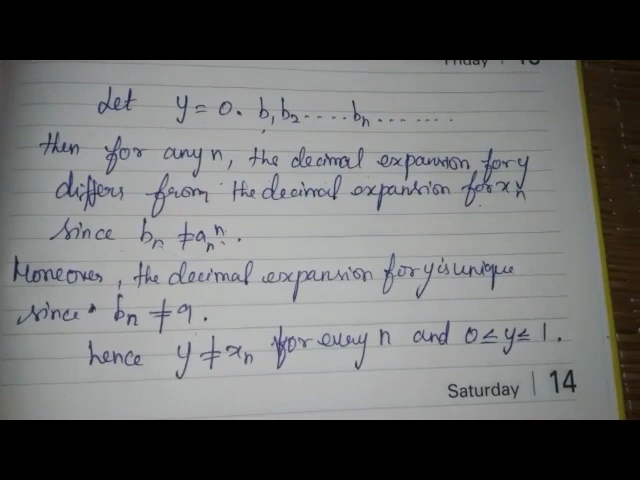 Friday | 13
Let y = 0. b₁ b₂ ....bₙ .......
then for any n, the decimal expansion for y
differs from the decimal expansion for xₙ
since bₙ ≠ aₙⁿ.
Moreover, the decimal expansion for y is unique
since bₙ ≠ 9.
hence y ≠ xₙ for every n and 0 ≤ y ≤ 1.
Saturday | 14